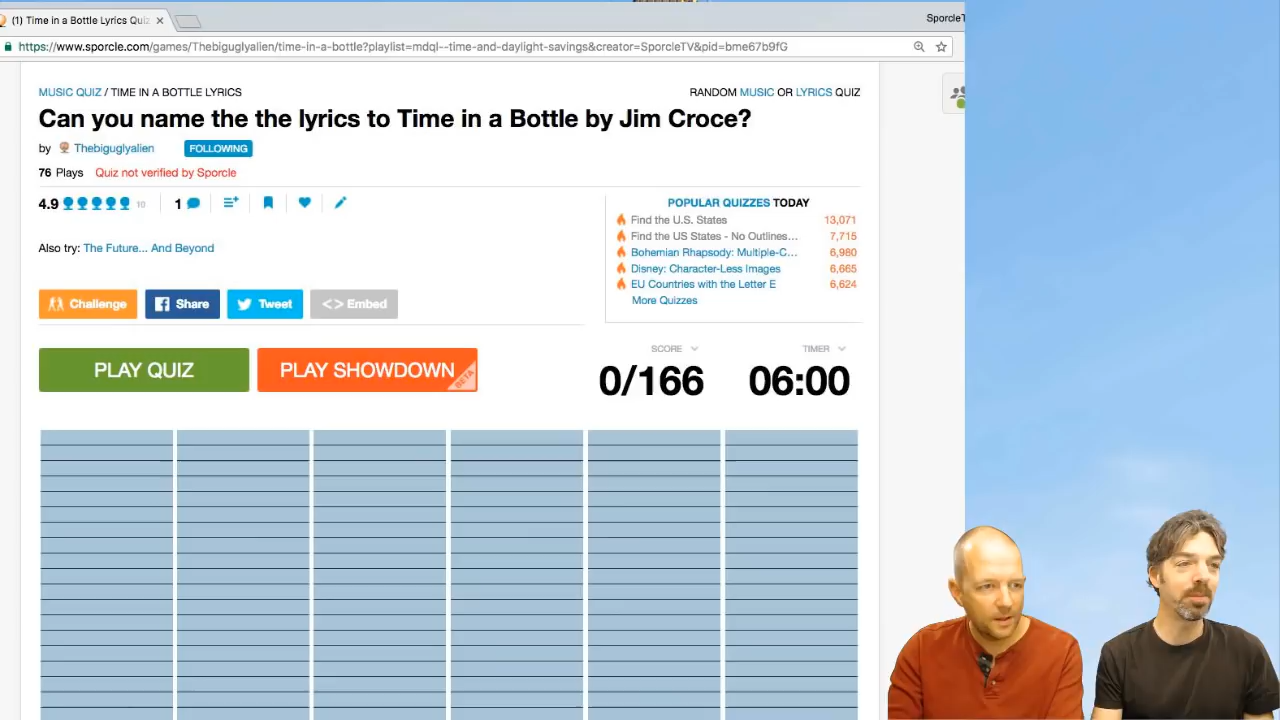 (1) Time in a Bottle Lyrics Quiz
SporcleT
https://www.sporcle.com/games/Thebiguglyalien/time-in-a-bottle?playlist=mdql--time-and-daylight-savings&creator=SporcleTV&pid=bme67b9fG
MUSIC QUIZ / TIME IN A BOTTLE LYRICS
RANDOM MUSIC OR LYRICS QUIZ
Can you name the the lyrics to Time in a Bottle by Jim Croce?
by Thebiguglyalien FOLLOWING
76 Plays Quiz not verified by Sporcle
4.9 10 1
POPULAR QUIZZES TODAY
Find the U.S. States 13,071
Find the US States - No Outlines... 7,715
Bohemian Rhapsody: Multiple-C... 6,980
Disney: Character-Less Images 6,665
EU Countries with the Letter E 6,624
More Quizzes
Also try: The Future... And Beyond
Challenge Share Tweet <> Embed
PLAY QUIZ PLAY SHOWDOWN BETA
SCORE TIMER
0/166 06:00